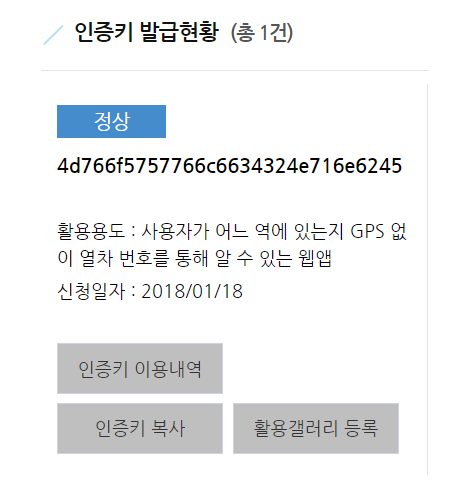 인증키 발급현황 (총 1건)
정상
4d766f5757766c6634324e716e6245
활용용도 : 사용자가 어느 역에 있는지 GPS 없
이 열차 번호를 통해 알 수 있는 웹앱
신청일자 : 2018/01/18
인증키 이용내역
인증키 복사 활용갤러리 등록